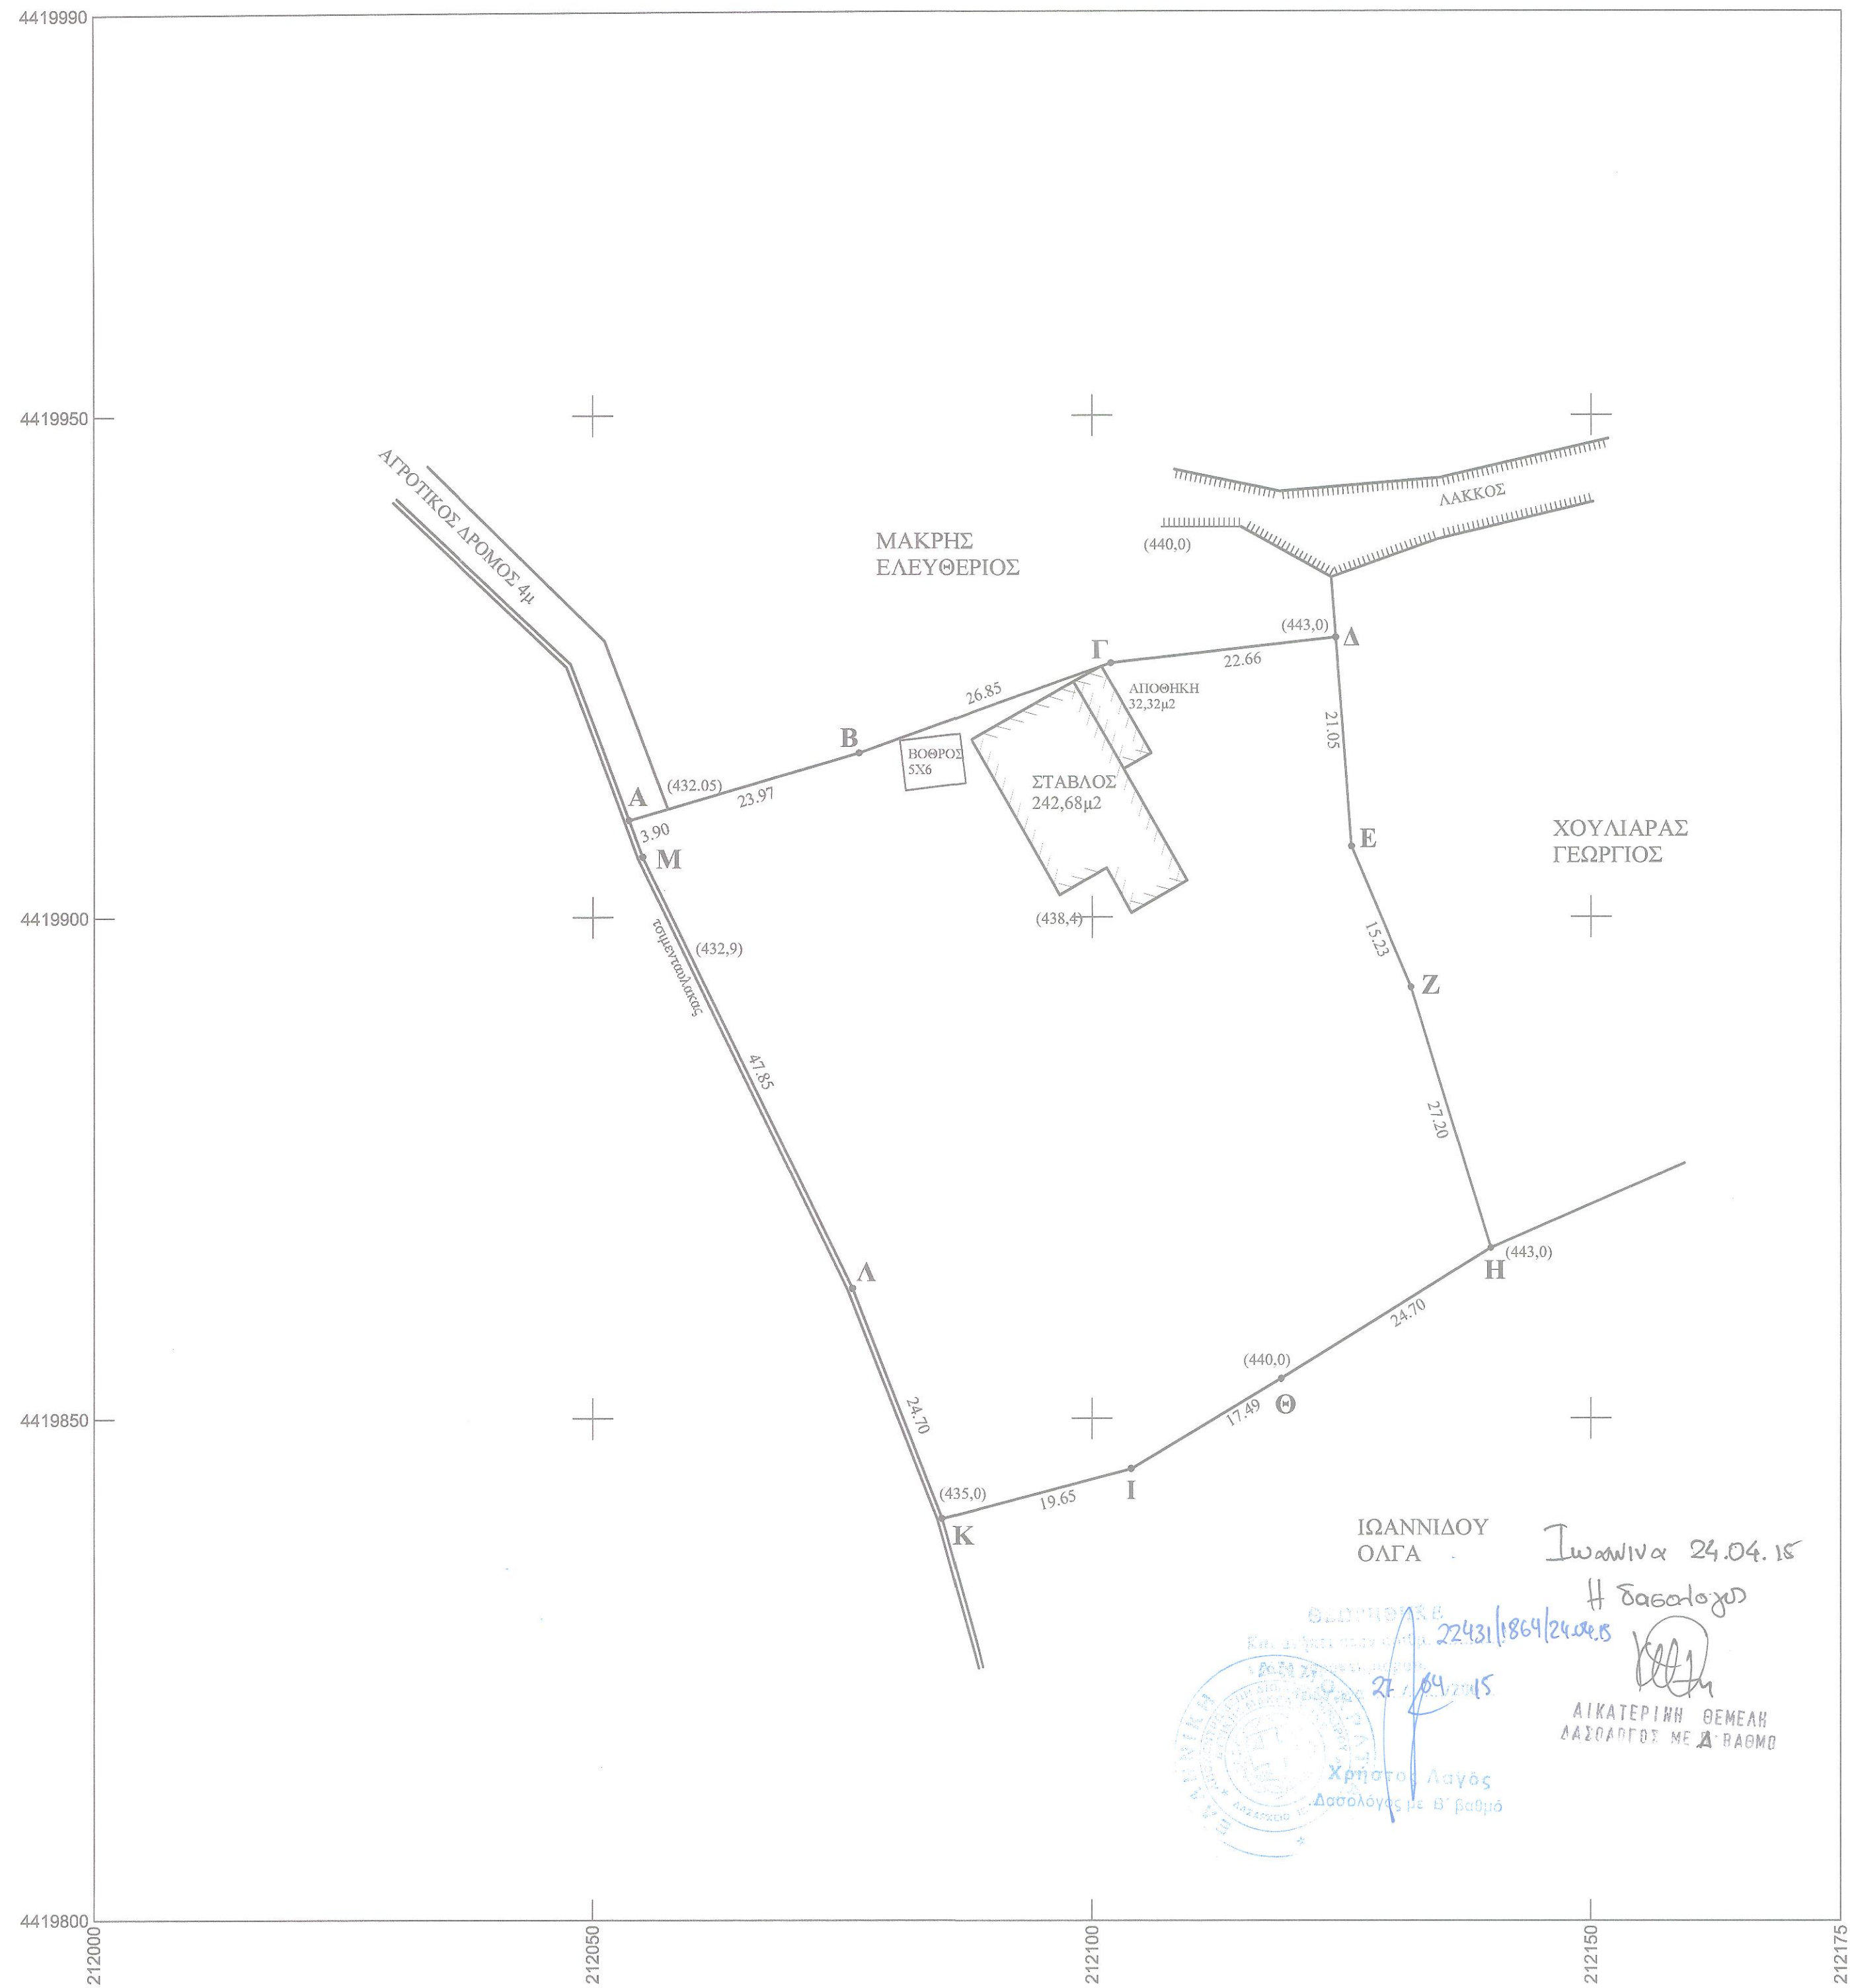 4419990
4419950
ΑΓΡΟΤΙΚΟΣ ΔΡΟΜΟΣ 4μ
ΛΑΚΚΟΣ
ΜΑΚΡΗΣ
ΕΛΕΥΘΕΡΙΟΣ
(440,0)
(443,0)
Δ
Γ
22.66
26.85
ΑΠΟΘΗΚΗ
32,32μ2
21.05
Β
ΒΟΘΡΟΣ
5Χ6
ΣΤΑΒΛΟΣ
242,68μ2
(432.05)
23.97
Α
3.90
Μ
Ε
ΧΟΥΛΙΑΡΑΣ
ΓΕΩΡΓΙΟΣ
4419900
(438,4)
τσιμενταυλακας
(432,9)
15.23
Ζ
47.85
27.20
(443,0)
Η
Λ
24.70
(440,0)
Θ
17.49
4419850
24.70
(435,0)
19.65
Ι
Κ
ΙΩΑΝΝΙΔΟΥ
ΟΛΓΑ
Ιωαννινα 24.04.15
Η δασολογος
ΘΕΩΡΗΘΗΚΕ
22431/1864/24.04.15
27 04 15
ΑΙΚΑΤΕΡΙΝΗ ΘΕΜΕΛΗ
ΔΑΣΟΛΟΓΟΣ ΜΕ Δ΄ ΒΑΘΜΟ
ΕΛΛΗΝΙΚΗ
Χρήστος Λαγός
Δασολόγος με Β΄ βαθμό
4419800
212000
212050
212100
212150
212175